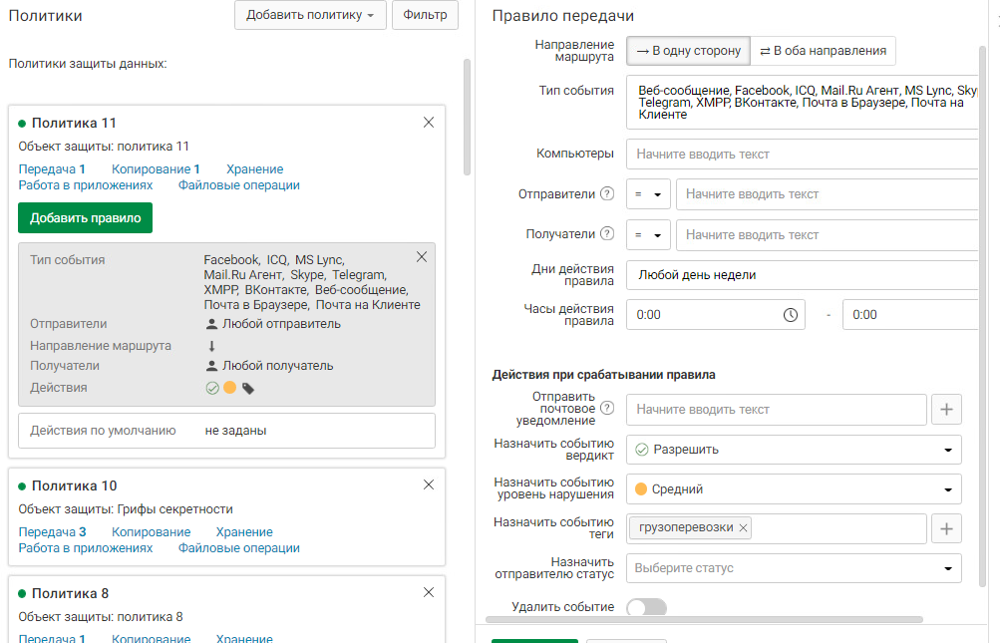 Политики
Добавить политику
Фильтр
Политики защиты данных:
Политика 11
Объект защиты: политика 11
Передача 1 Копирование 1 Хранение
Работа в приложениях Файловые операции
Добавить правило
Тип события
Facebook, ICQ, MS Lync,
Mail.Ru Агент, Skype, Telegram,
XMPP, ВКонтакте, Веб-сообщение,
Почта в Браузере, Почта на Клиенте
Отправители Любой отправитель
Направление маршрута
Получатели Любой получатель
Действия
Действия по умолчанию не заданы
Политика 10
Объект защиты: Грифы секретности
Передача 3 Копирование Хранение
Работа в приложениях Файловые операции
Политика 8
Объект защиты: политика 8
Передача 1 Копирование Хранение
Правило передачи
Направление
маршрута
В одну сторону
В оба направления
Тип события
Веб-сообщение, Facebook, ICQ, Mail.Ru Агент, MS Lync, Sky
Telegram, XMPP, ВКонтакте, Почта в Браузере, Почта на
Клиенте
Компьютеры Начните вводить текст
Отправители ? = Начните вводить текст
Получатели ? = Начните вводить текст
Дни действия
правила
Любой день недели
Часы действия
правила
0:00 - 0:00
Действия при срабатывании правила
Отправить
почтовое
уведомление
? Начните вводить текст
Назначить событию
вердикт
Разрешить
Назначить событию
уровень нарушения
Средний
Назначить событию
теги
грузоперевозки
Назначить
отправителю статус
Выберите статус
Удалить событие